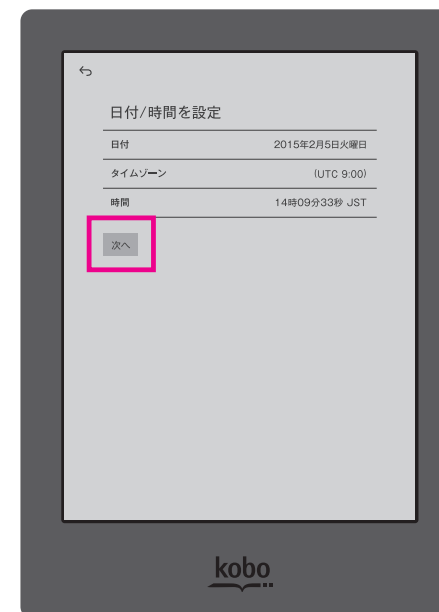 日付/時間を設定
日付 2015年2月5日火曜日
タイムゾーン (UTC 9:00)
時間 14時09分33秒 JST
次へ
kobo